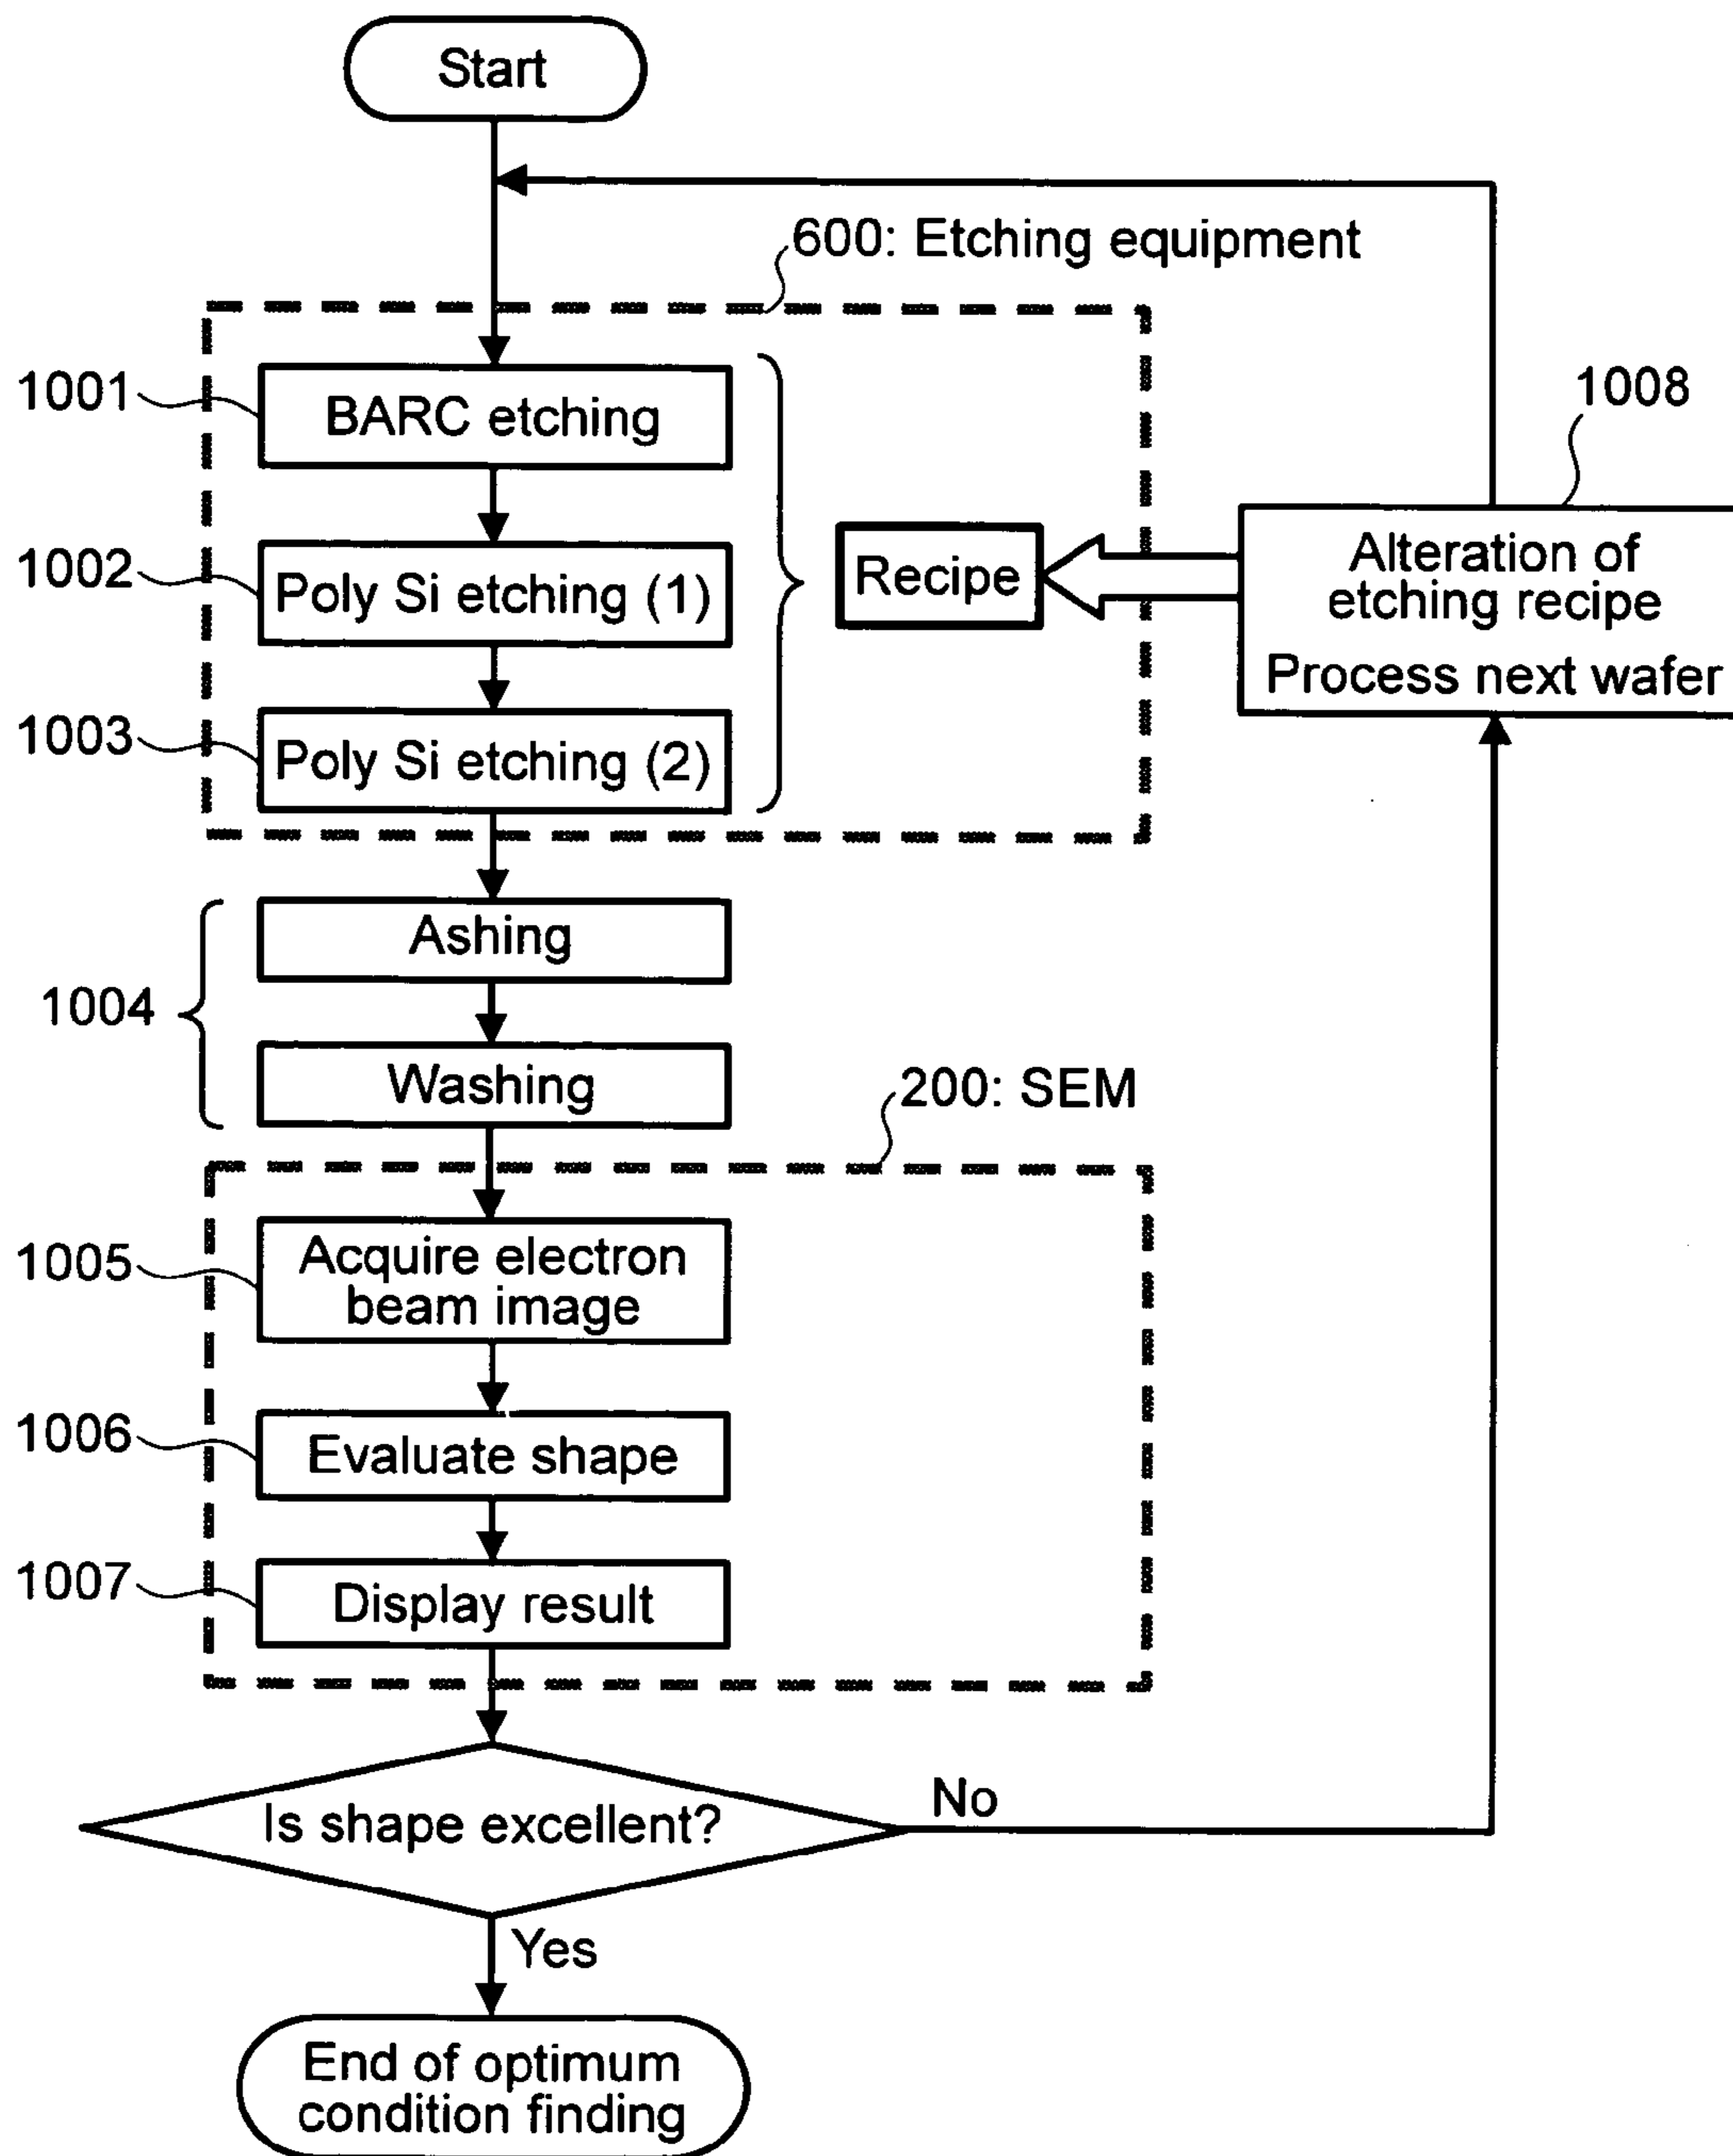 Start
600: Etching equipment
1001
BARC etching
1008
1002
Poly Si etching (1)
Recipe
Alteration of
etching recipe
Process next wafer
1003
Poly Si etching (2)
Ashing
1004
Washing
200: SEM
1005
Acquire electron
beam image
1006
Evaluate shape
1007
Display result
Is shape excellent?
No
Yes
End of optimum
condition finding